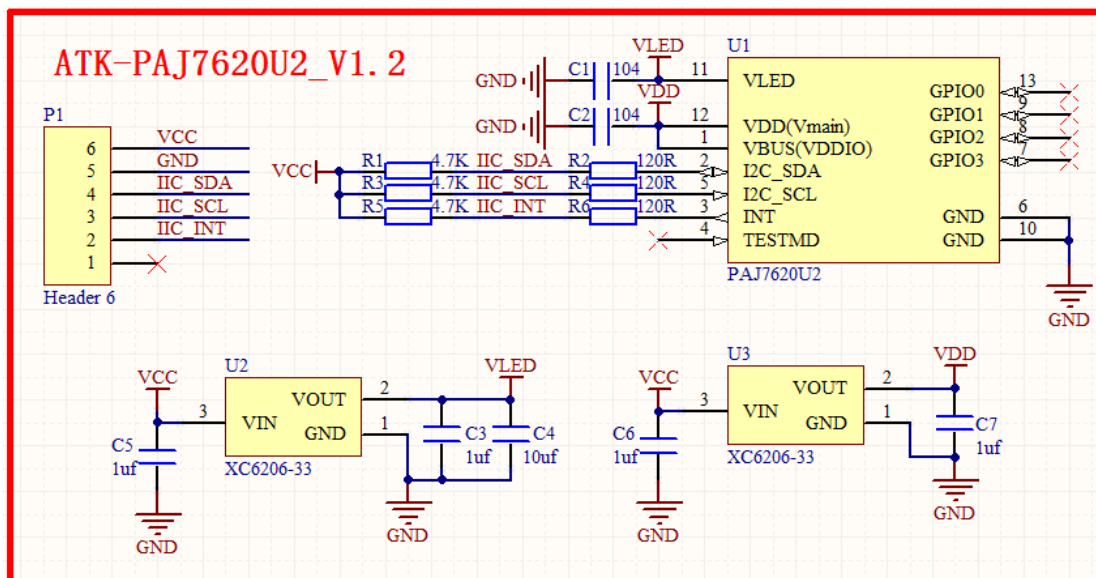 ATK-PAJ7620U2_V1.2
P1
6 VCC
5 GND
4 IIC_SDA
3 IIC_SCL
2 IIC_INT
1
Header 6
VLED
GND C1 104
VDD
GND C2 104
VCC
R1 4.7K IIC_SDA R2 120R
R3 4.7K IIC_SCL R4 120R
R5 4.7K IIC_INT R6 120R
U1
11 VLED
12 VDD(Vmain)
1 VBUS(VDDIO)
2 I2C_SDA
5 I2C_SCL
3 INT
4 TESTMD
GPIO0 13
GPIO1 9
GPIO2 8
GPIO3 7
GND 6
GND 10
PAJ7620U2
GND
U2
VCC
3 VIN
VOUT 2
GND 1
XC6206-33
C5
1uf
GND
VLED
C3
1uf
C4
10uf
GND
U3
VCC
3 VIN
VOUT 2
GND 1
XC6206-33
C6
1uf
GND
VDD
C7
1uf
GND